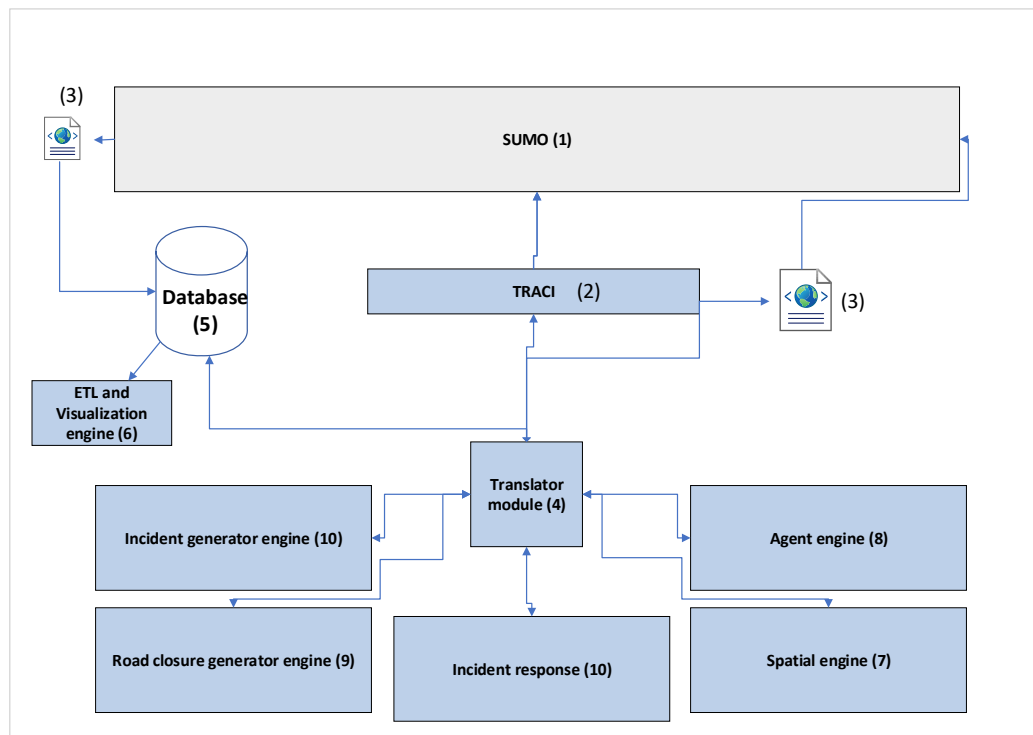 (3)
SUMO (1)
TRACI (2)
(3)
Database
(5)
ETL and
Visualization
engine (6)
Translator
module (4)
Incident generator engine (10)
Agent engine (8)
Road closure generator engine (9)
Incident response (10)
Spatial engine (7)